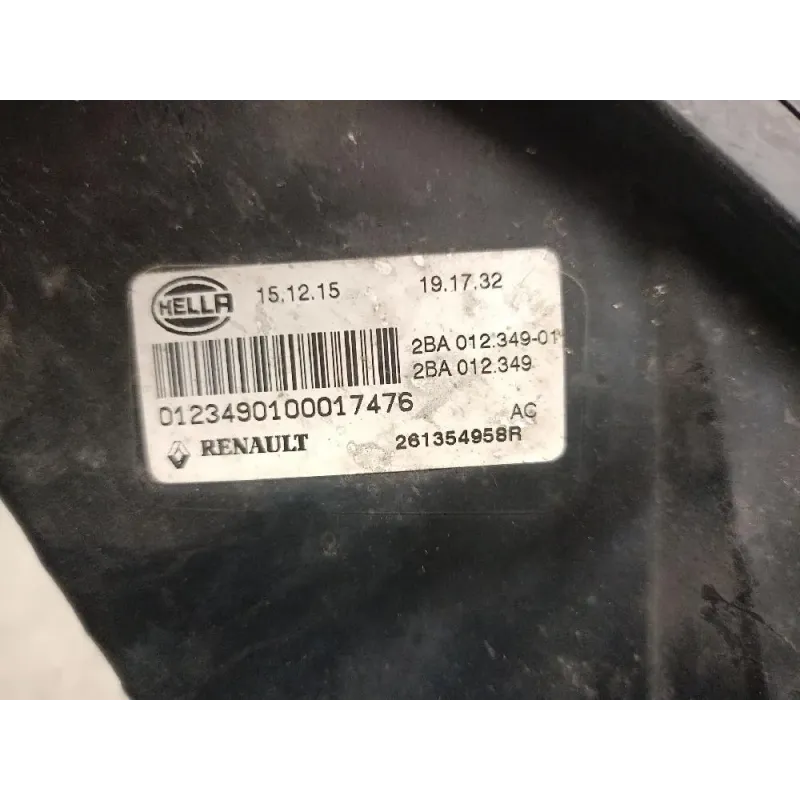 HELLA 15.12.15 19.17.32
2BA 012.349-01
2BA 012.349
0123490100017476
AC
RENAULT 261354958R